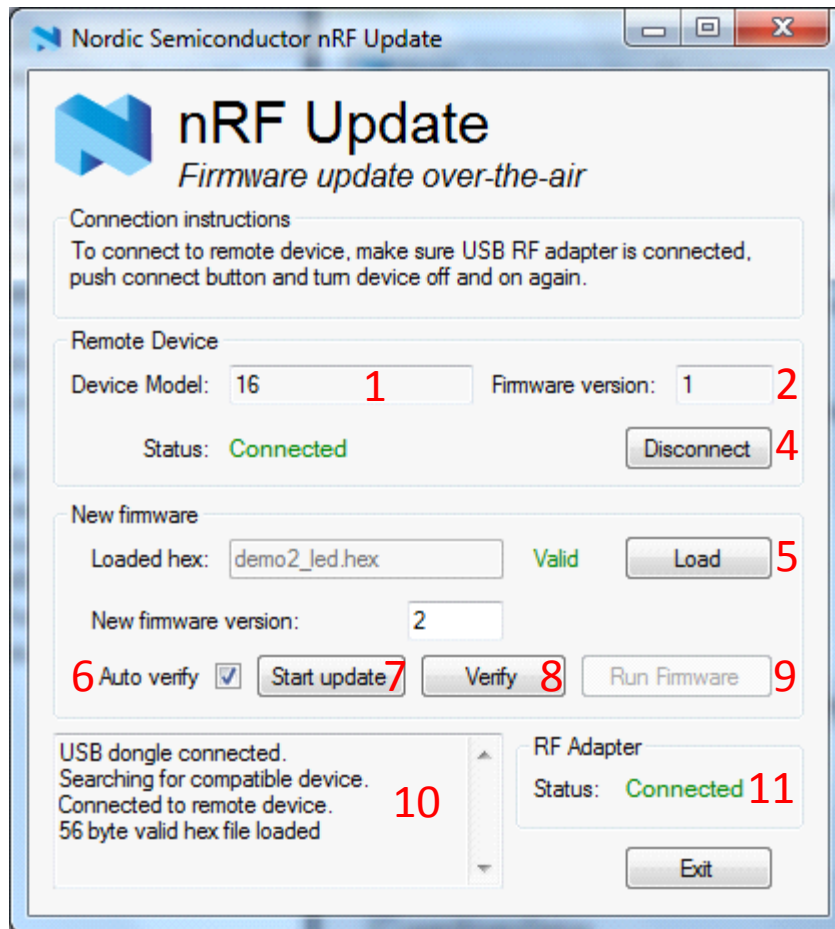 Nordic Semiconductor nRF Update
nRF Update
Firmware update over-the-air
Connection instructions
To connect to remote device, make sure USB RF adapter is connected,
push connect button and turn device off and on again.
Remote Device
Device Model: 16 1 Firmware version: 1 2
Status: Connected Disconnect 4
New firmware
Loaded hex: demo2_led.hex Valid Load 5
New firmware version: 2
6 Auto verify Start update 7 Verify 8 Run Firmware 9
USB dongle connected.
Searching for compatible device.
Connected to remote device.
56 byte valid hex file loaded
10
RF Adapter
Status: Connected 11
Exit